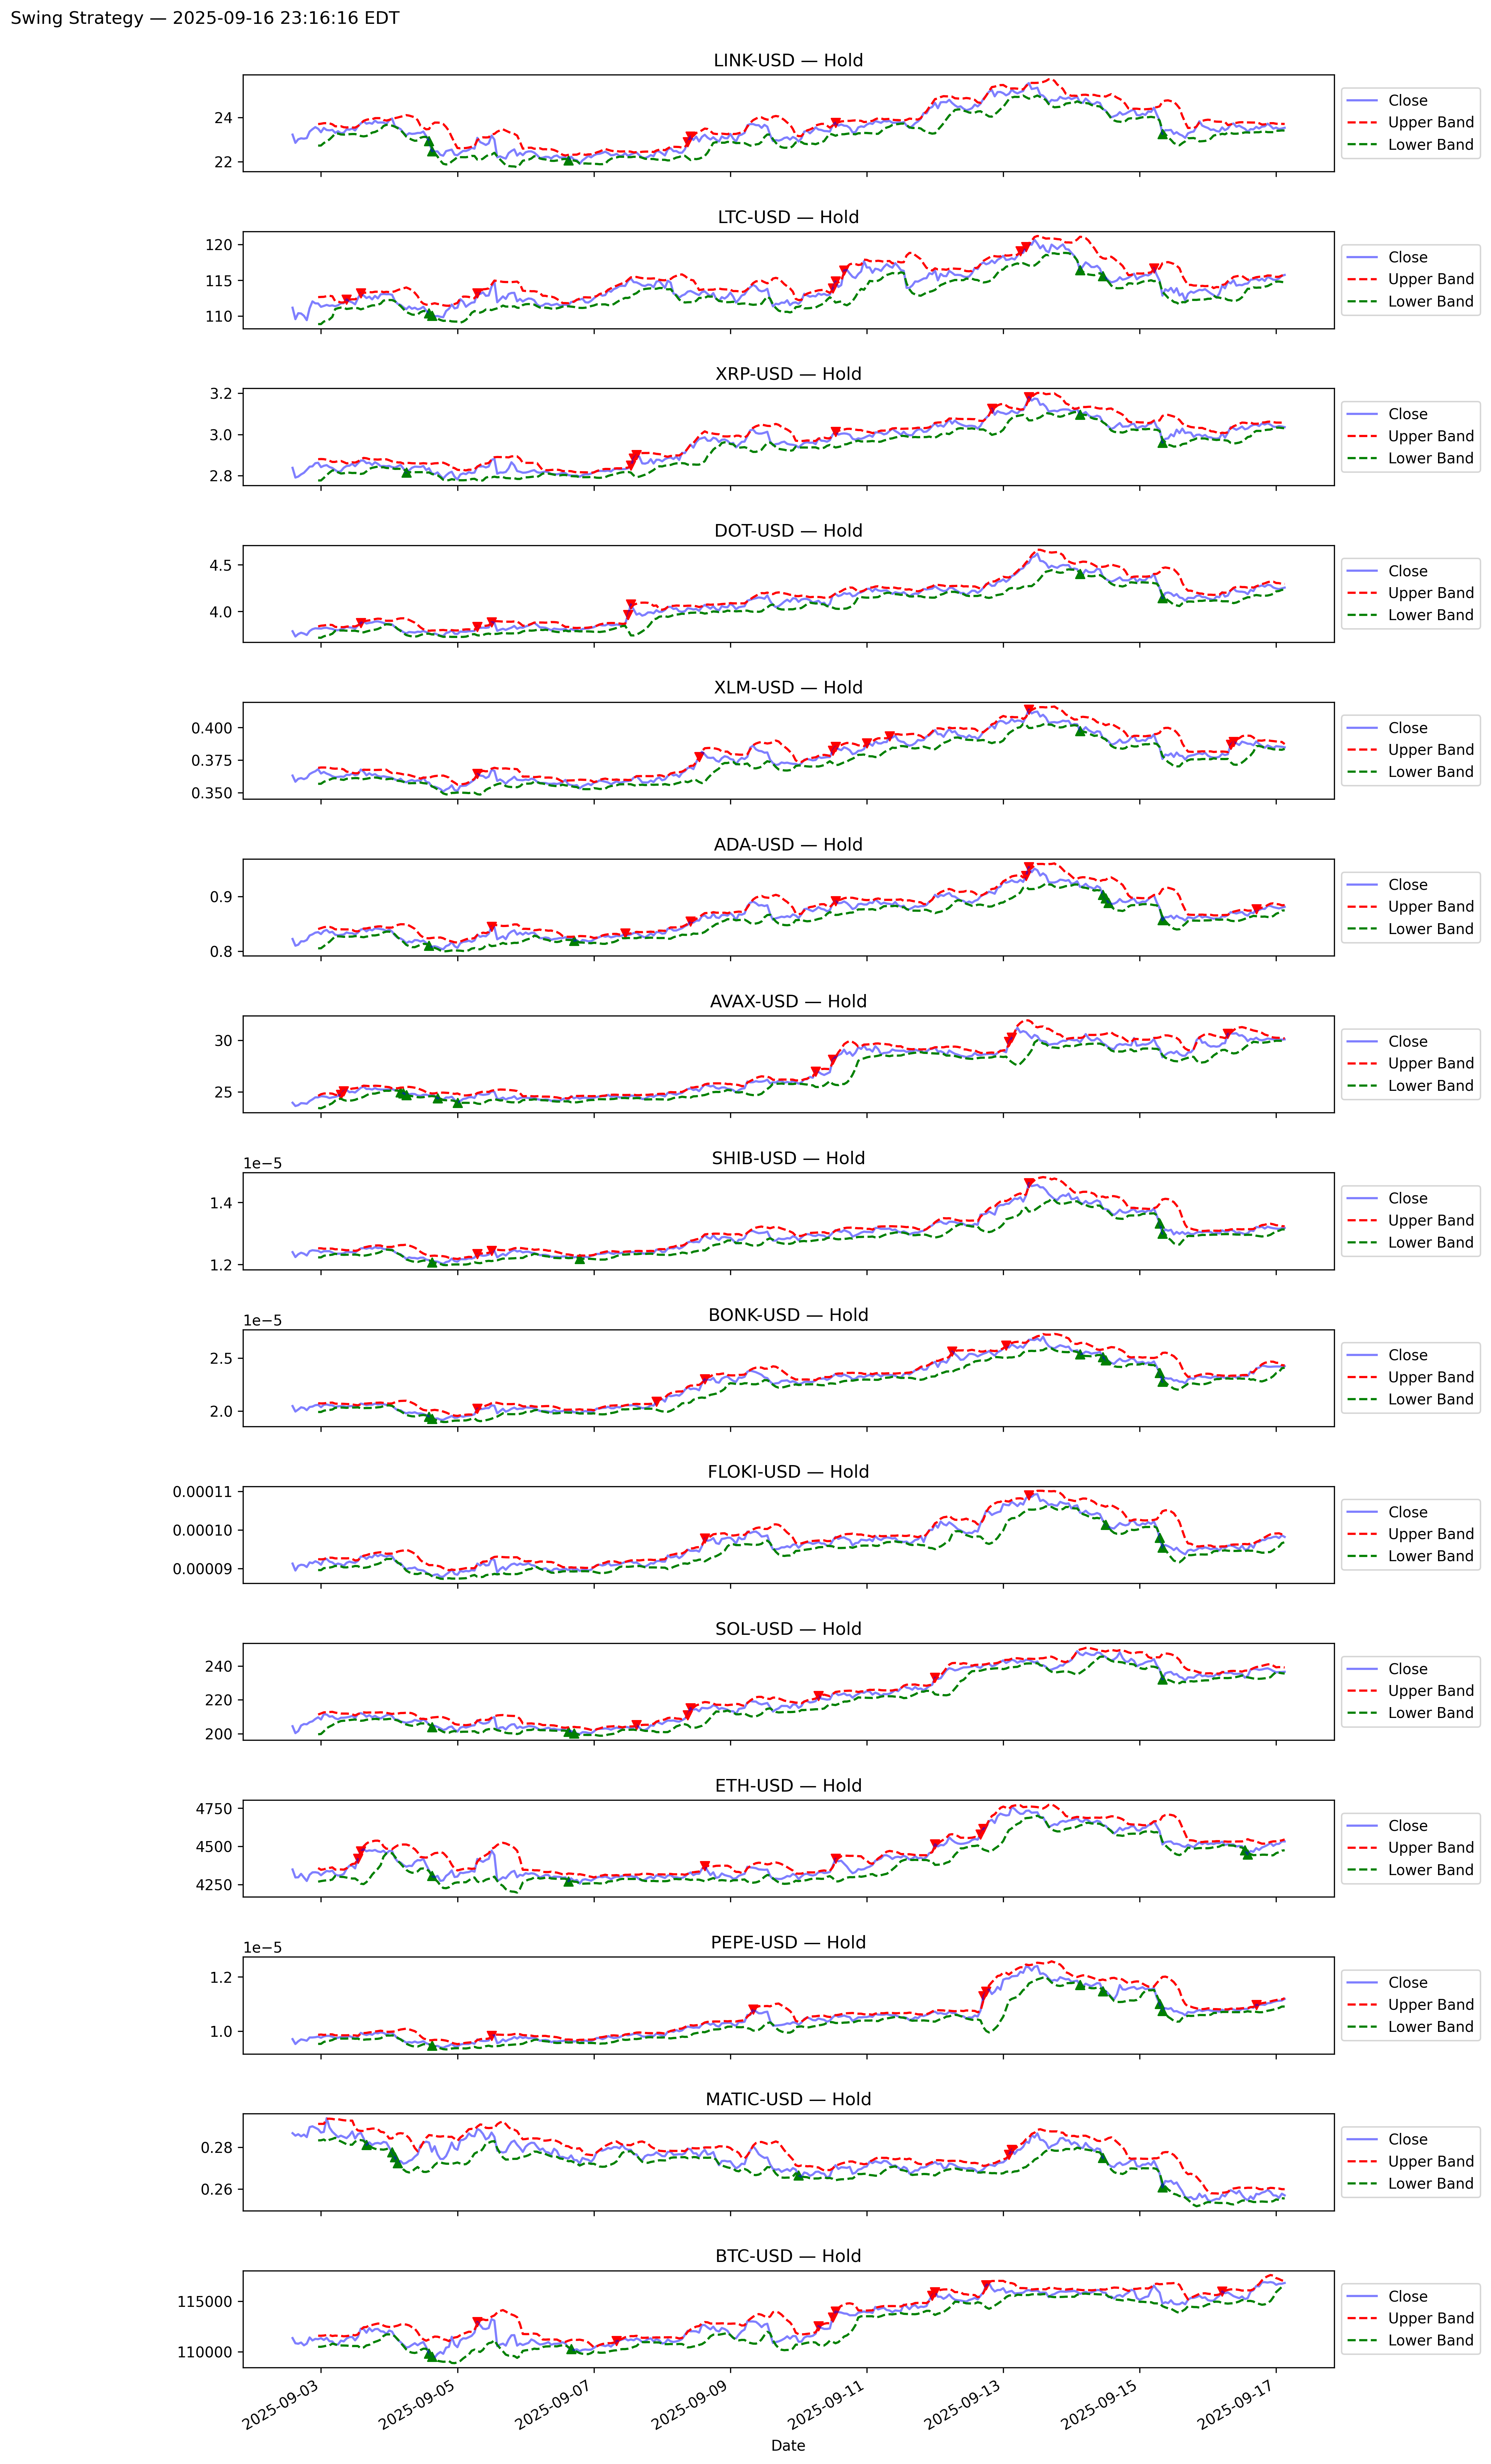 Swing Strategy — 2025-09-16 23:16:16 EDT
LINK-USD — Hold
24
22
Close
Upper Band
Lower Band
LTC-USD — Hold
120
115
110
Close
Upper Band
Lower Band
XRP-USD — Hold
3.2
3.0
2.8
Close
Upper Band
Lower Band
DOT-USD — Hold
4.5
4.0
Close
Upper Band
Lower Band
XLM-USD — Hold
0.400
0.375
0.350
Close
Upper Band
Lower Band
ADA-USD — Hold
0.9
0.8
Close
Upper Band
Lower Band
AVAX-USD — Hold
30
25
Close
Upper Band
Lower Band
SHIB-USD — Hold
1e−5
1.4
1.2
Close
Upper Band
Lower Band
BONK-USD — Hold
1e−5
2.5
2.0
Close
Upper Band
Lower Band
FLOKI-USD — Hold
0.00011
0.00010
0.00009
Close
Upper Band
Lower Band
SOL-USD — Hold
240
220
200
Close
Upper Band
Lower Band
ETH-USD — Hold
4750
4500
4250
Close
Upper Band
Lower Band
PEPE-USD — Hold
1e−5
1.2
1.0
Close
Upper Band
Lower Band
MATIC-USD — Hold
0.28
0.26
Close
Upper Band
Lower Band
BTC-USD — Hold
115000
110000
Close
Upper Band
Lower Band
2025-09-03
2025-09-05
2025-09-07
2025-09-09
2025-09-11
2025-09-13
2025-09-15
2025-09-17
Date